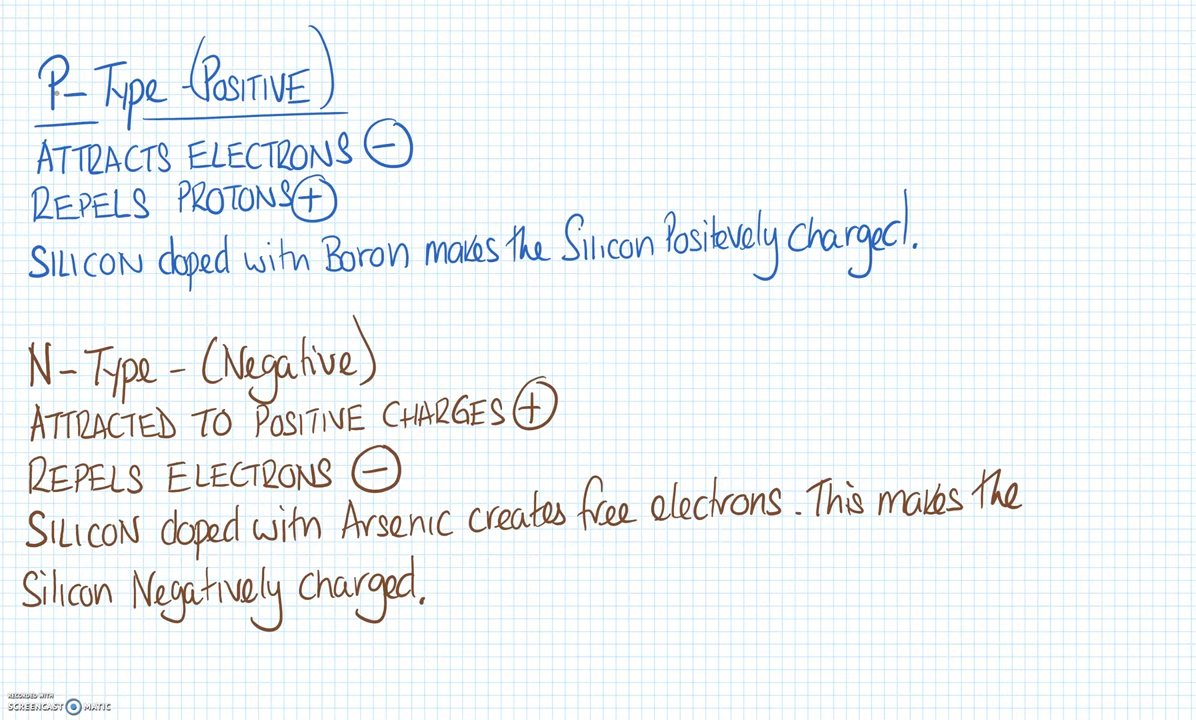 P- Type - (POSITIVE)
ATTRACTS ELECTRONS ⊖
REPELS PROTONS ⊕
SILICON doped with Boron makes the Silicon Positevely charged.
N- Type - (Negative)
ATTRACTED TO POSITIVE CHARGES ⊕
REPELS ELECTRONS ⊖
SILICON doped with Arsenic creates free electrons. This makes the
Silicon Negatively charged.
RECORDED WITH
SCREENCAST MATIC